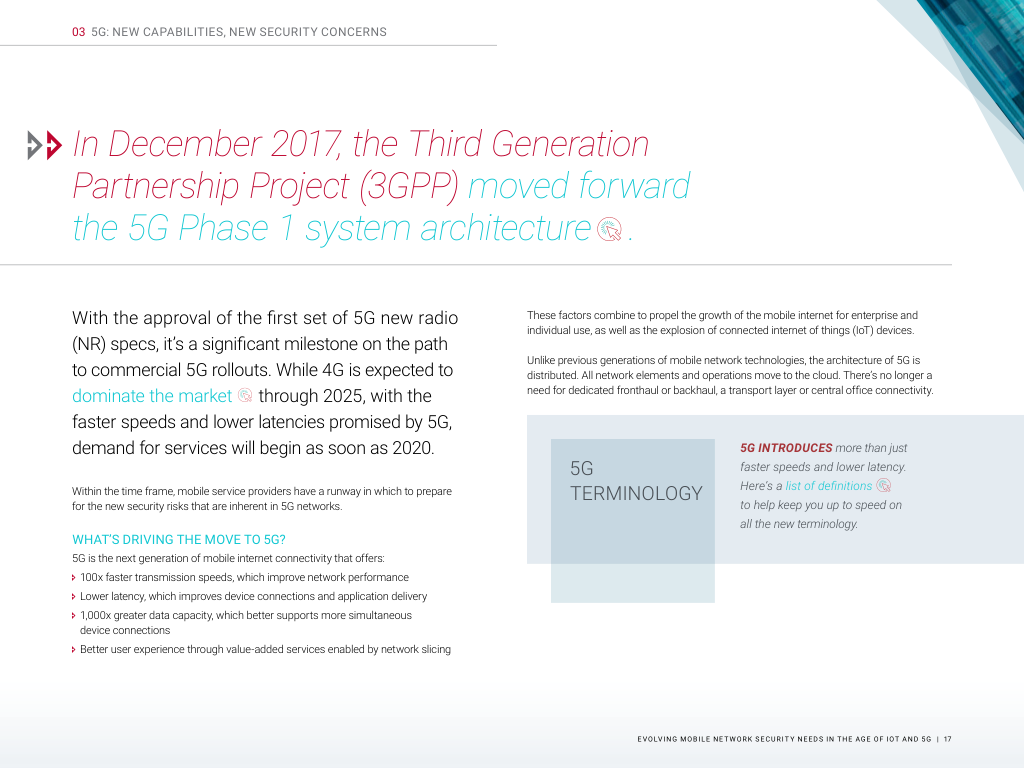 03 5G: NEW CAPABILITIES, NEW SECURITY CONCERNS
In December 2017, the Third Generation
Partnership Project (3GPP) moved forward
the 5G Phase 1 system architecture .
With the approval of the first set of 5G new radio
(NR) specs, it's a significant milestone on the path
to commercial 5G rollouts. While 4G is expected to
dominate the market through 2025, with the
faster speeds and lower latencies promised by 5G,
demand for services will begin as soon as 2020.
Within the time frame, mobile service providers have a runway in which to prepare
for the new security risks that are inherent in 5G networks.
WHAT'S DRIVING THE MOVE TO 5G?
5G is the next generation of mobile internet connectivity that offers:
100x faster transmission speeds, which improve network performance
Lower latency, which improves device connections and application delivery
1,000x greater data capacity, which better supports more simultaneous
device connections
Better user experience through value-added services enabled by network slicing
These factors combine to propel the growth of the mobile internet for enterprise and
individual use, as well as the explosion of connected internet of things (IoT) devices.
Unlike previous generations of mobile network technologies, the architecture of 5G is
distributed. All network elements and operations move to the cloud. There's no longer a
need for dedicated fronthaul or backhaul, a transport layer or central office connectivity.
5G
TERMINOLOGY
5G INTRODUCES more than just
faster speeds and lower latency.
Here's a list of definitions
to help keep you up to speed on
all the new terminology.
EVOLVING MOBILE NETWORK SECURITY NEEDS IN THE AGE OF IOT AND 5G | 17